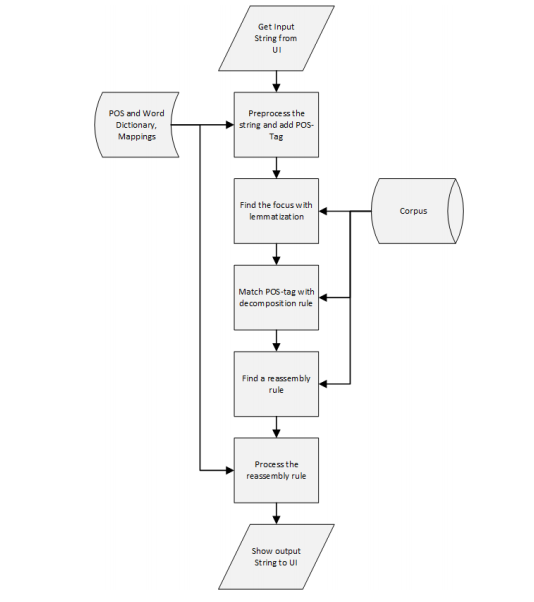 Get Input
String from
UI
POS and Word
Dictionary,
Mappings
Preprocess the
string and add POS-
Tag
Find the focus with
lemmatization
Corpus
Match POS-tag with
decomposition rule
Find a reassembly
rule
Process the
reassembly rule
Show output
String to UI